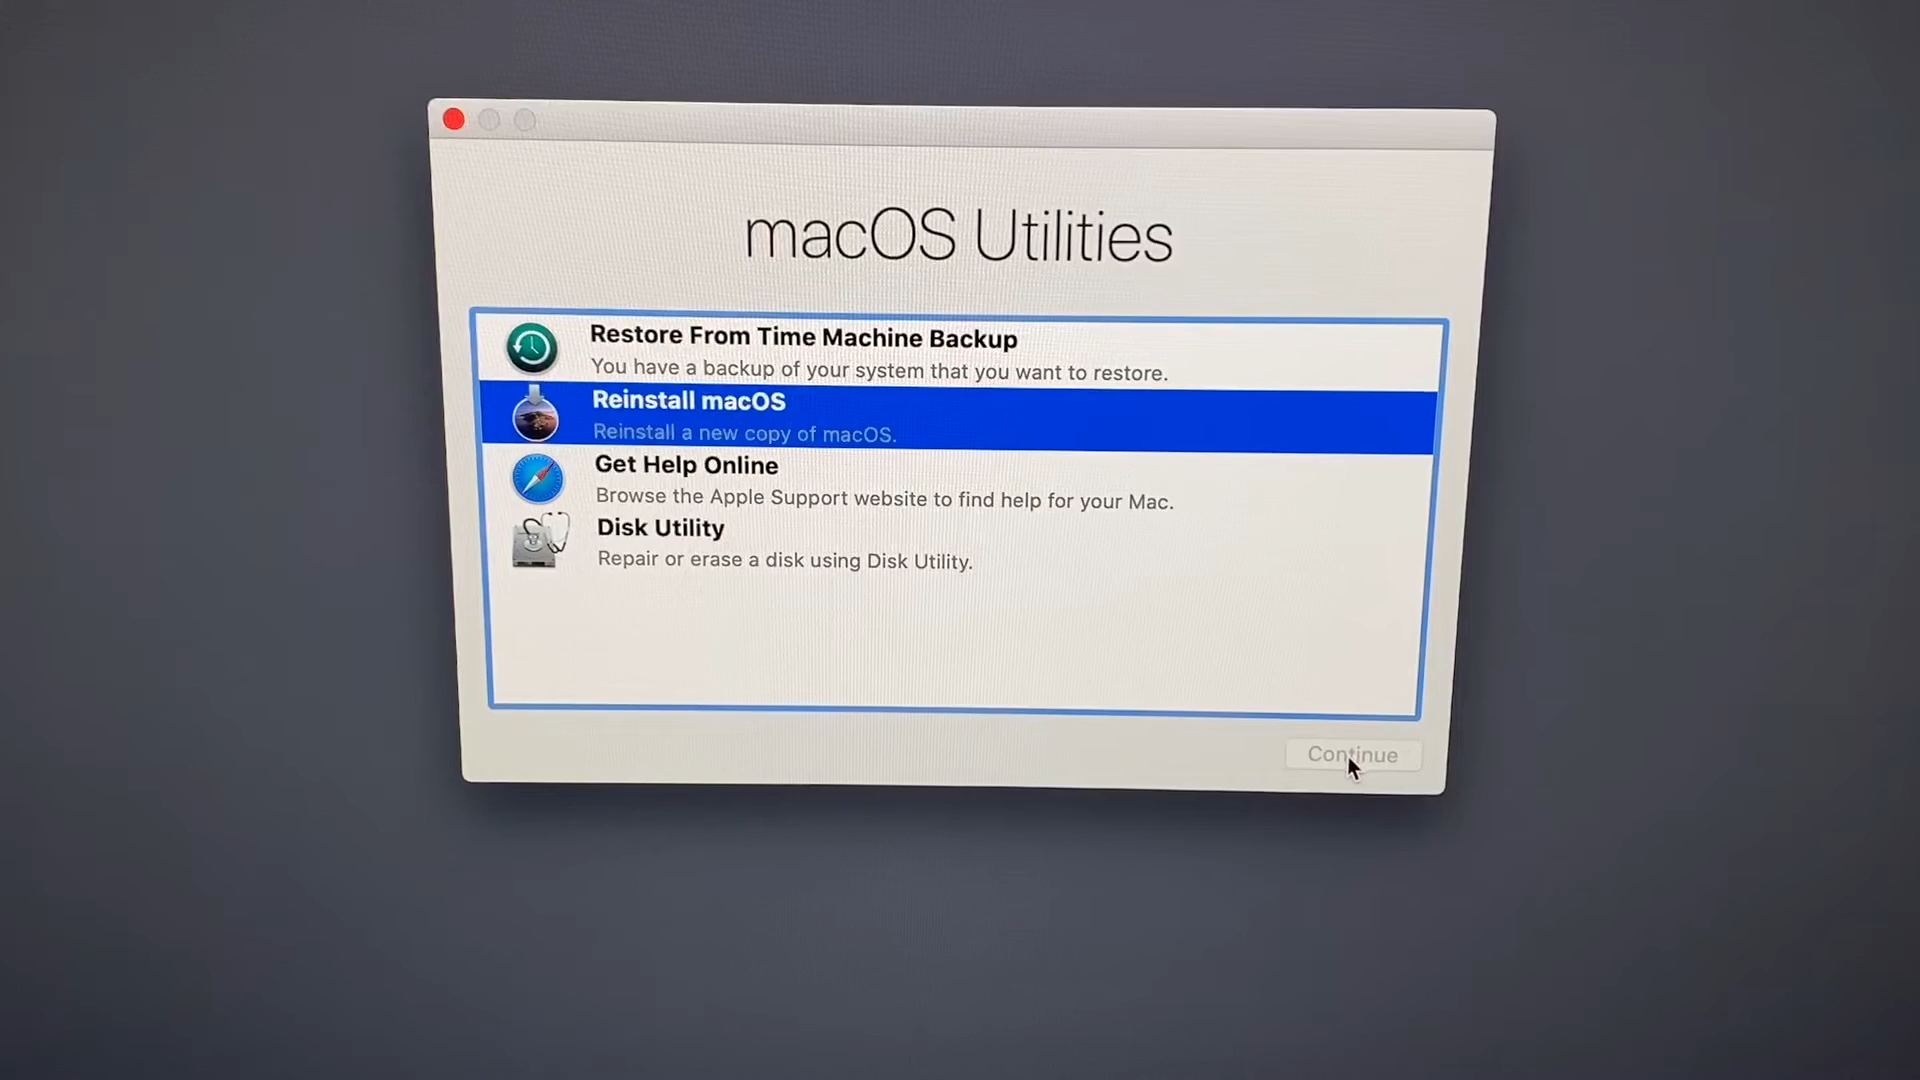 macOS Utilities
Restore From Time Machine Backup
You have a backup of your system that you want to restore.
Reinstall macOS
Reinstall a new copy of macOS.
Get Help Online
Browse the Apple Support website to find help for your Mac.
Disk Utility
Repair or erase a disk using Disk Utility.
Continue